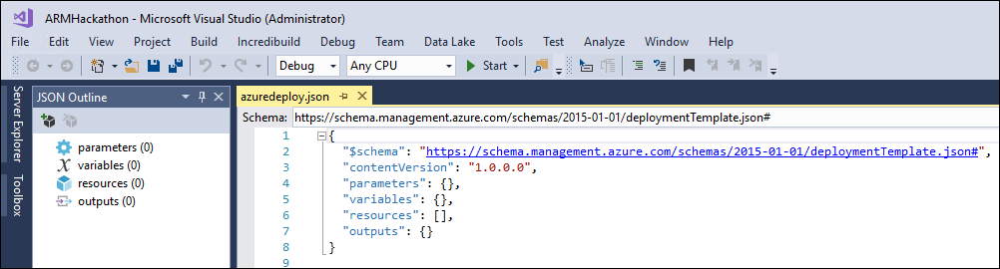 ARMHackathon - Microsoft Visual Studio (Administrator)
File Edit View Project Build Incredibuild Debug Team Data Lake Tools Test Analyze Window Help
Debug Any CPU Start
Server Explorer
Toolbox
JSON Outline
parameters (0)
variables (0)
resources (0)
outputs (0)
azuredeploy.json
Schema: https://schema.management.azure.com/schemas/2015-01-01/deploymentTemplate.json#
1 {
2 "$schema": "https://schema.management.azure.com/schemas/2015-01-01/deploymentTemplate.json#",
3 "contentVersion": "1.0.0.0",
4 "parameters": {},
5 "variables": {},
6 "resources": [],
7 "outputs": {}
8 }
9